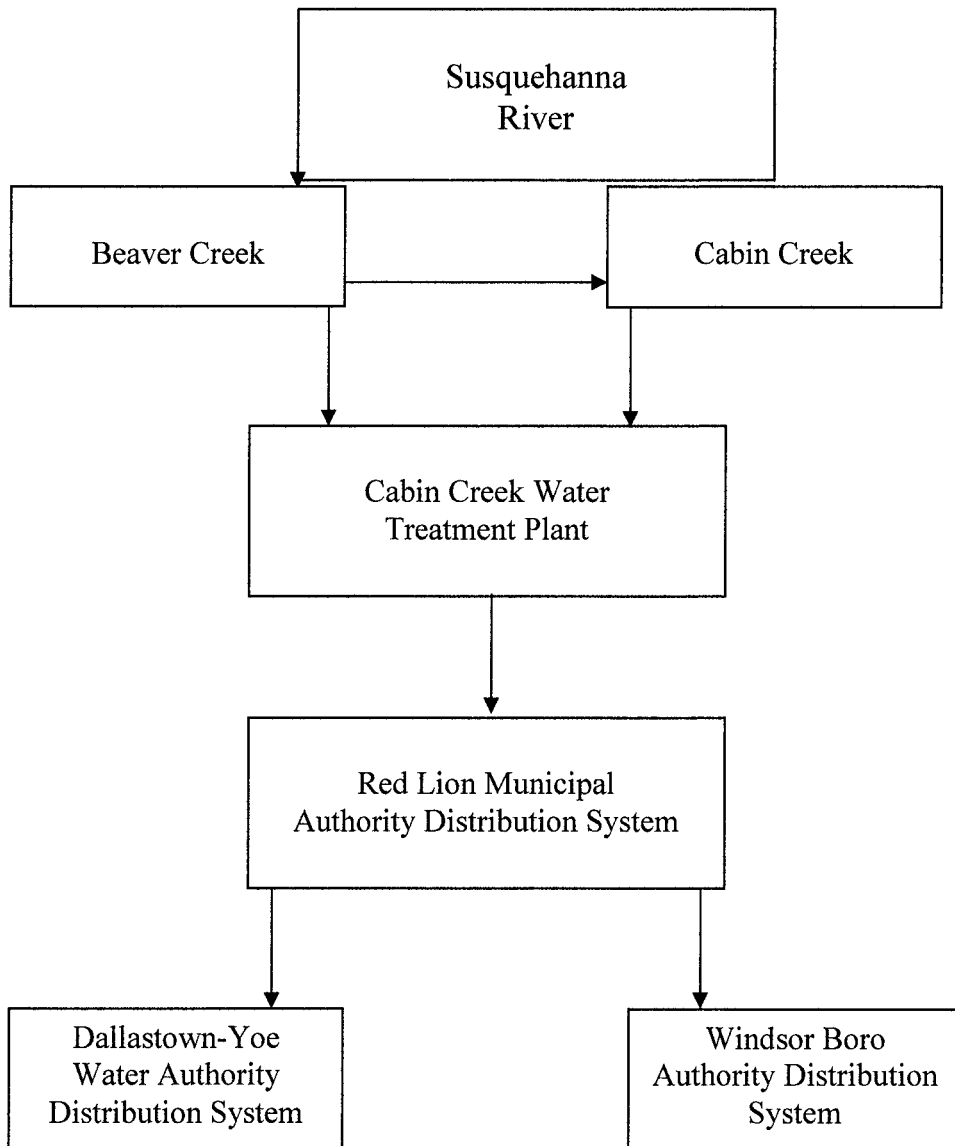 Susquehanna
River
Beaver Creek
Cabin Creek
Cabin Creek Water
Treatment Plant
Red Lion Municipal
Authority Distribution System
Dallastown-Yoe
Water Authority
Distribution System
Windsor Boro
Authority Distribution
System